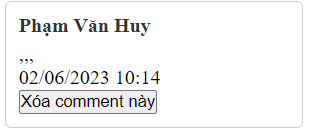 Phạm Văn Huy
,,,
02/06/2023 10:14
Xóa comment này